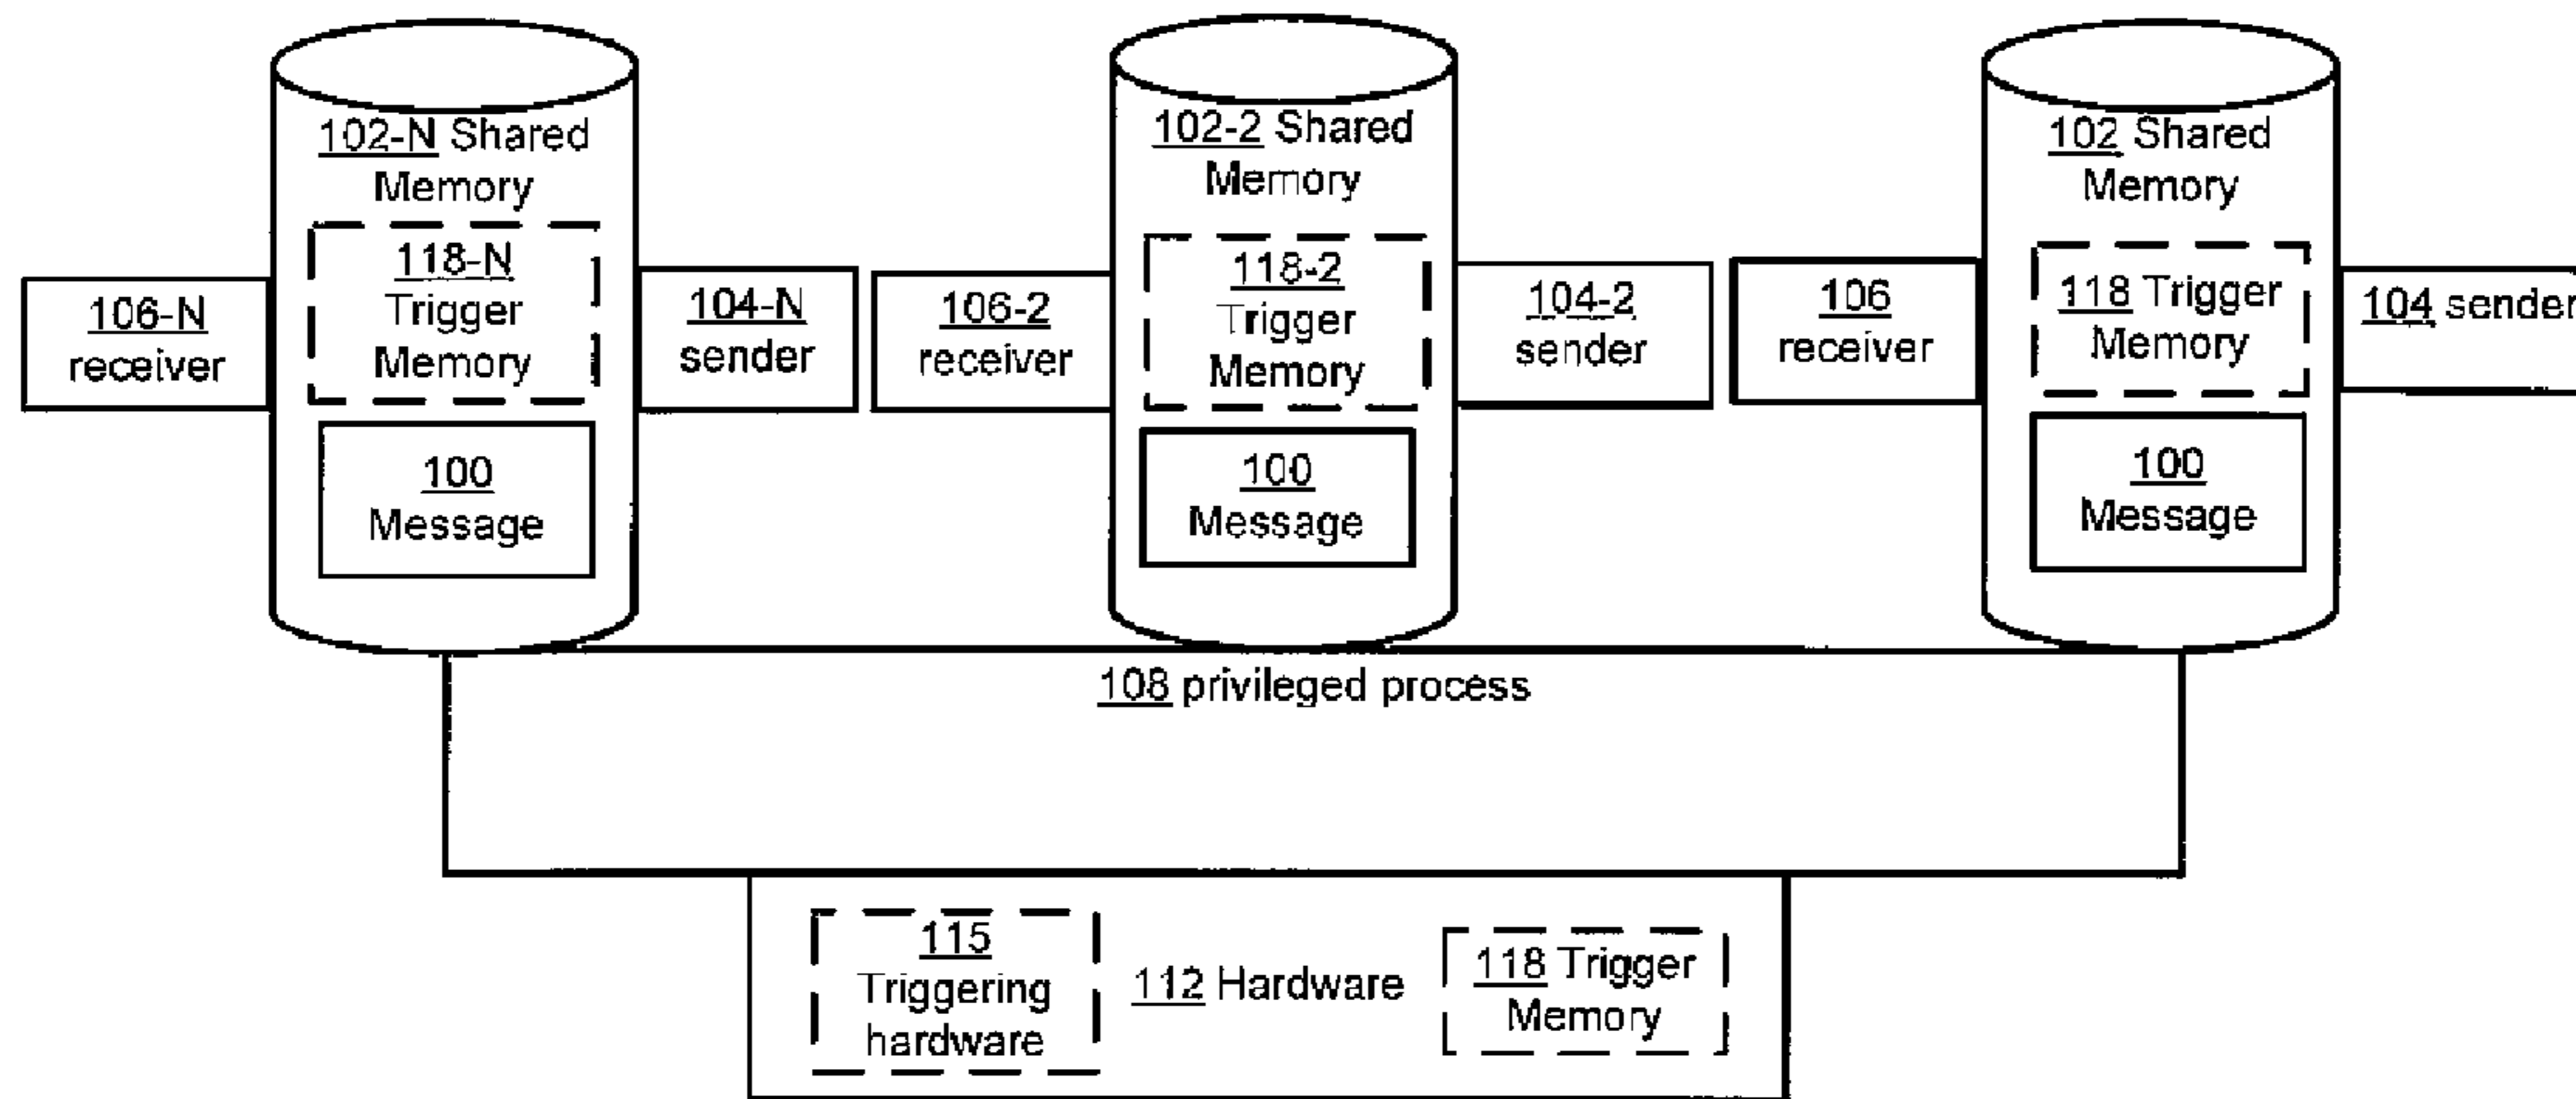 102-N Shared
Memory
118-N
Trigger
Memory
100
Message
106-N
receiver
104-N
sender
102-2 Shared
Memory
118-2
Trigger
Memory
100
Message
106-2
receiver
104-2
sender
102 Shared
Memory
118 Trigger
Memory
100
Message
106
receiver
104 sender
108 privileged process
115
Triggering
hardware
112 Hardware
118 Trigger
Memory